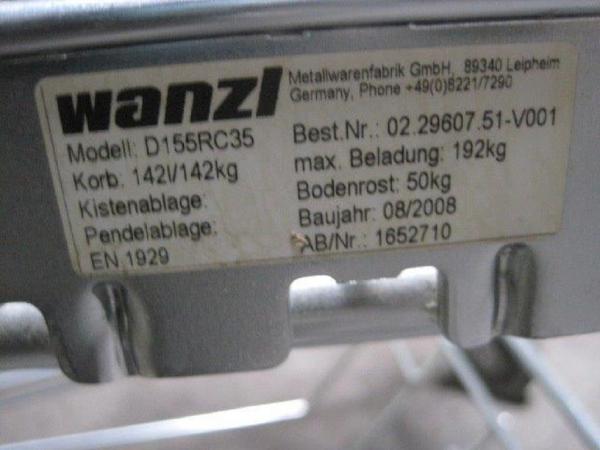 wanzl
Metallwarenfabrik GmbH, 89340 Leipheim
Germany, Phone +49(0)8221/7290
Modell: D155RC35
Korb: 142l/142kg
Kistenablage:
Pendelablage:
EN 1929
Best.Nr.: 02.29607.51-V001
max. Beladung: 192kg
Bodenrost: 50kg
Baujahr: 08/2008
AB/Nr.: 1652710